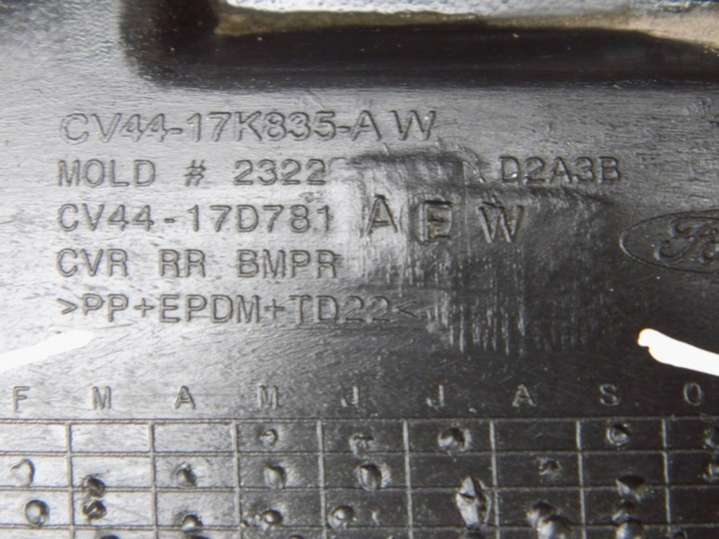 CV44-17K835-AW
MOLD # 2322 D2A3B
CV44-17D781 AEW
CVR RR BMPR
>PP+EPDM+TD22<
F M A M J J A S O